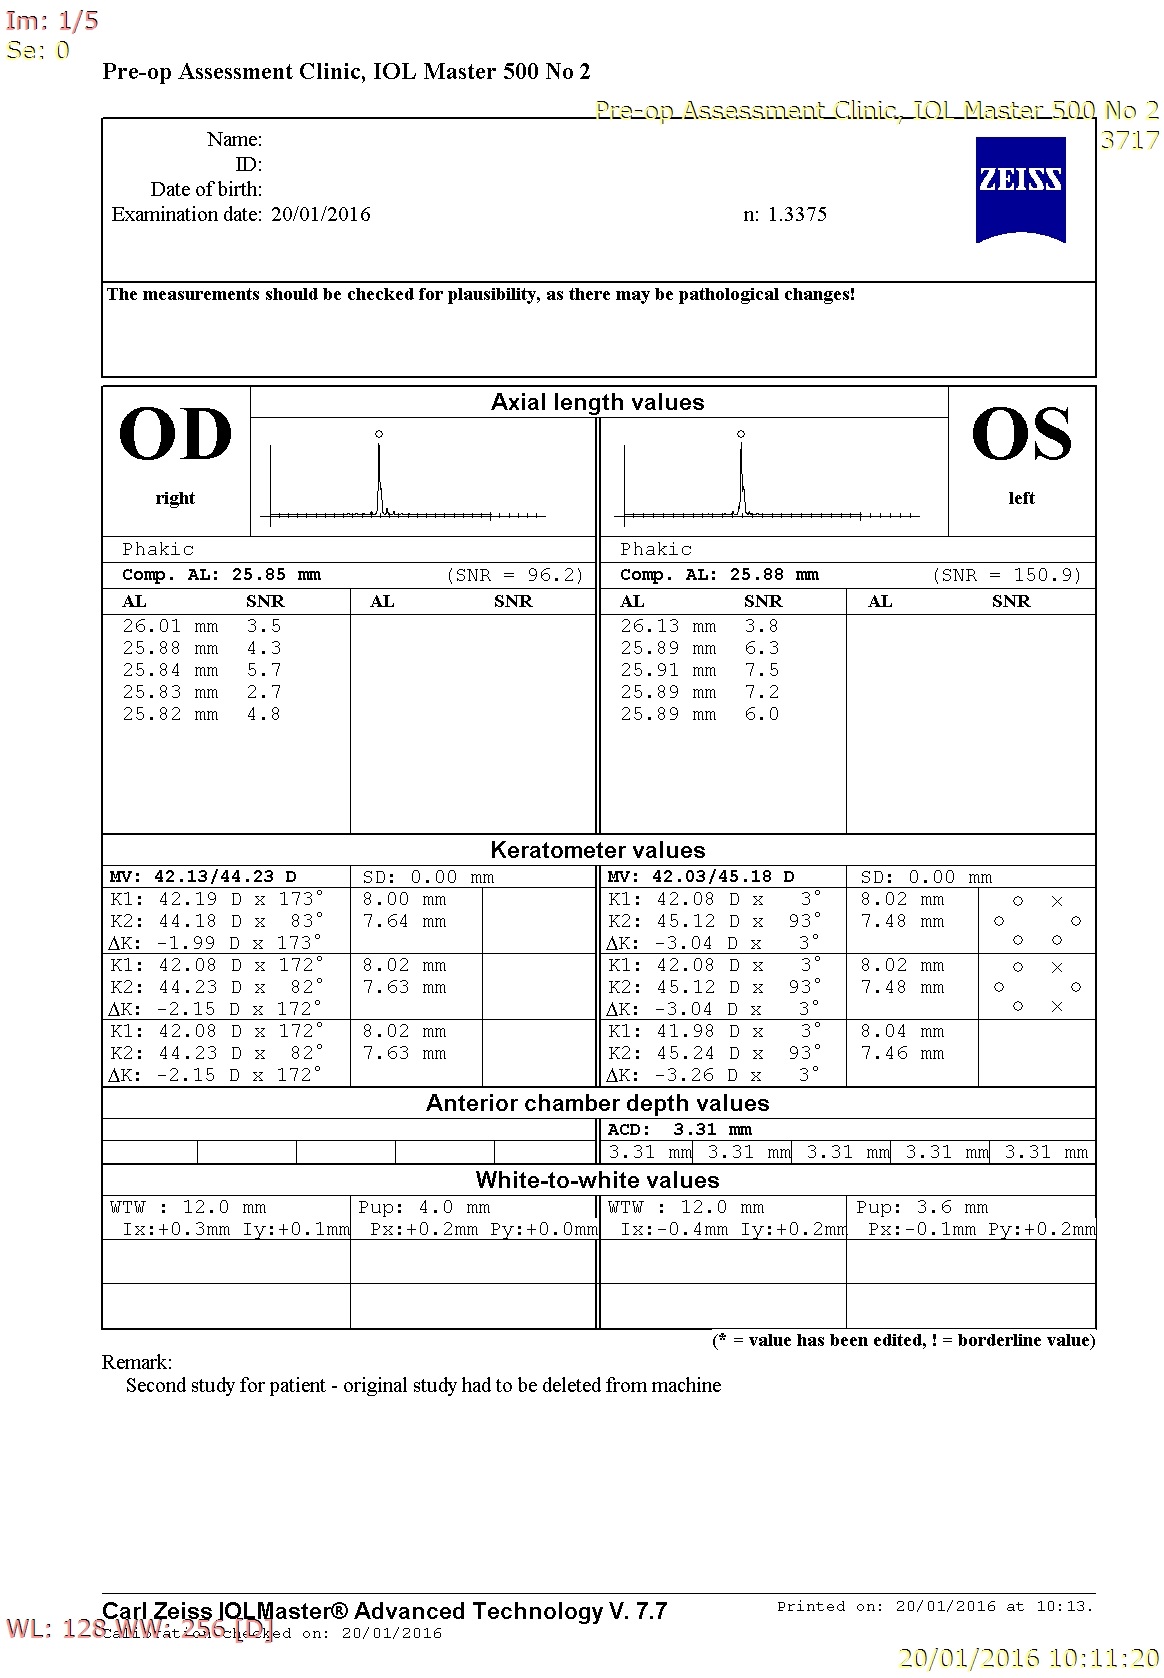 Im: 1/5
Se: 0
Pre-op Assessment Clinic, IOL Master 500 No 2
Pre-op Assessment Clinic, IOL Master 500 No 2
3717
Name:
ID:
Date of birth:
Examination date: 20/01/2016 n: 1.3375
ZEISS
The measurements should be checked for plausibility, as there may be pathological changes!
OD
right
Axial length values
OS
left
Phakic Phakic
Comp. AL: 25.85 mm (SNR = 96.2) Comp. AL: 25.88 mm (SNR = 150.9)
AL SNR AL SNR AL SNR AL SNR
26.01 mm 3.5 26.13 mm 3.8
25.88 mm 4.3 25.89 mm 6.3
25.84 mm 5.7 25.91 mm 7.5
25.83 mm 2.7 25.89 mm 7.2
25.82 mm 4.8 25.89 mm 6.0
Keratometer values
MV: 42.13/44.23 D SD: 0.00 mm MV: 42.03/45.18 D SD: 0.00 mm
K1: 42.19 D x 173° 8.00 mm K1: 42.08 D x 3° 8.02 mm
K2: 44.18 D x 83° 7.64 mm K2: 45.12 D x 93° 7.48 mm
ΔK: -1.99 D x 173° ΔK: -3.04 D x 3°
K1: 42.08 D x 172° 8.02 mm K1: 42.08 D x 3° 8.02 mm
K2: 44.23 D x 82° 7.63 mm K2: 45.12 D x 93° 7.48 mm
ΔK: -2.15 D x 172° ΔK: -3.04 D x 3°
K1: 42.08 D x 172° 8.02 mm K1: 41.98 D x 3° 8.04 mm
K2: 44.23 D x 82° 7.63 mm K2: 45.24 D x 93° 7.46 mm
ΔK: -2.15 D x 172° ΔK: -3.26 D x 3°
Anterior chamber depth values
ACD: 3.31 mm
3.31 mm 3.31 mm 3.31 mm 3.31 mm 3.31 mm
White-to-white values
WTW : 12.0 mm Pup: 4.0 mm WTW : 12.0 mm Pup: 3.6 mm
Ix:+0.3mm Iy:+0.1mm Px:+0.2mm Py:+0.0mm Ix:-0.4mm Iy:+0.2mm Px:-0.1mm Py:+0.2mm
(* = value has been edited, ! = borderline value)
Remark:
Second study for patient - original study had to be deleted from machine
Carl Zeiss IOLMaster® Advanced Technology V. 7.7 Printed on: 20/01/2016 at 10:13.
WL: 128 WW: 256 [D]
Calibration checked on: 20/01/2016
20/01/2016 10:11:20